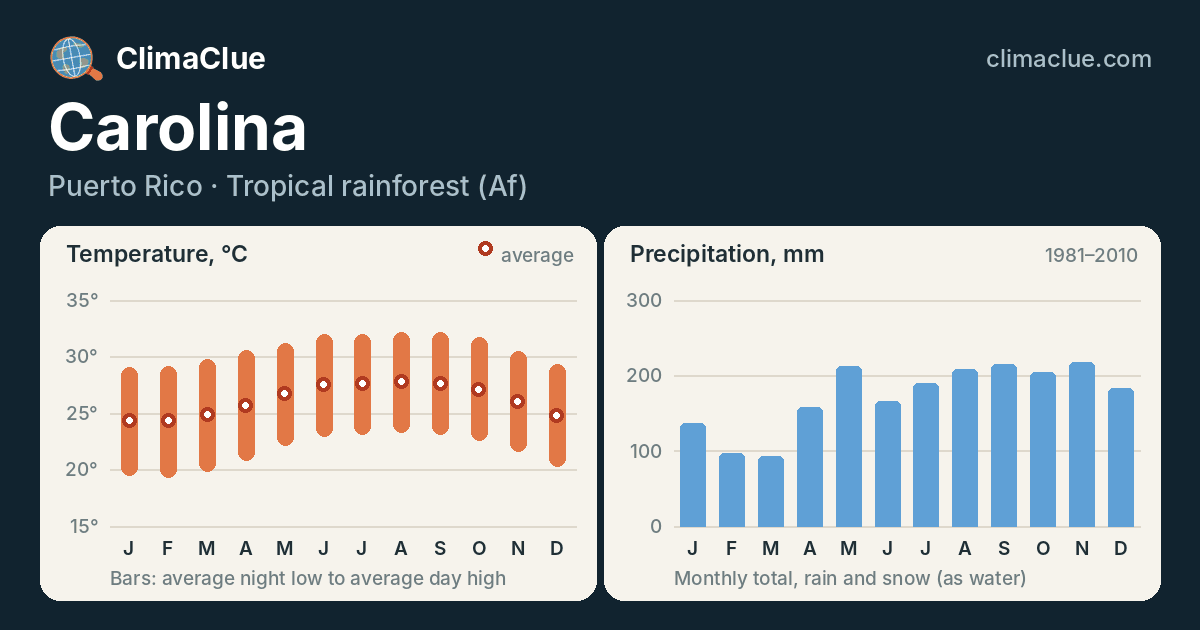 ClimaClue
climaclue.com
Carolina
Puerto Rico · Tropical rainforest (Af)
Temperature, °C
average
35°
30°
25°
20°
15°
J F M A M J J A S O N D
Bars: average night low to average day high
Precipitation, mm
1981–2010
300
200
100
0
J F M A M J J A S O N D
Monthly total, rain and snow (as water)